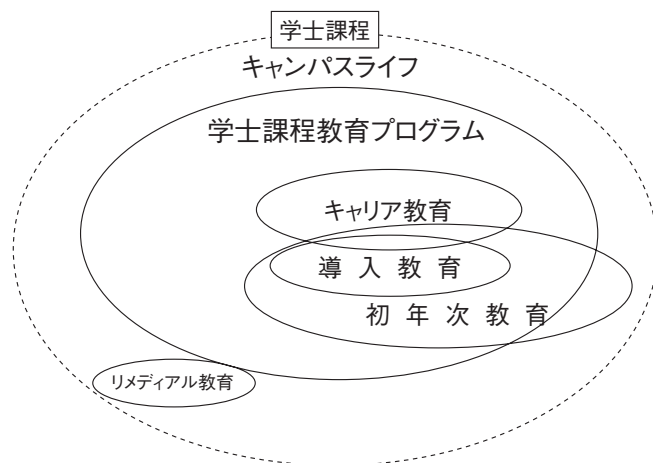 学士課程
キャンパスライフ
学士課程教育プログラム
キャリア教育
導入教育
初年次教育
リメディアル教育